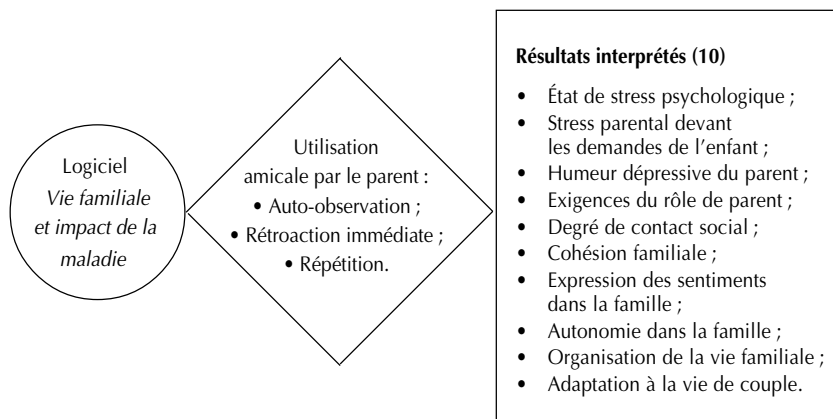 Logiciel
Vie familiale
et impact de la
maladie
Utilisation
amicale par le parent :
• Auto-observation ;
• Rétroaction immédiate ;
• Répétition.
Résultats interprétés (10)
• État de stress psychologique ;
• Stress parental devant
les demandes de l’enfant ;
• Humeur dépressive du parent ;
• Exigences du rôle de parent ;
• Degré de contact social ;
• Cohésion familiale ;
• Expression des sentiments
dans la famille ;
• Autonomie dans la famille ;
• Organisation de la vie familiale ;
• Adaptation à la vie de couple.